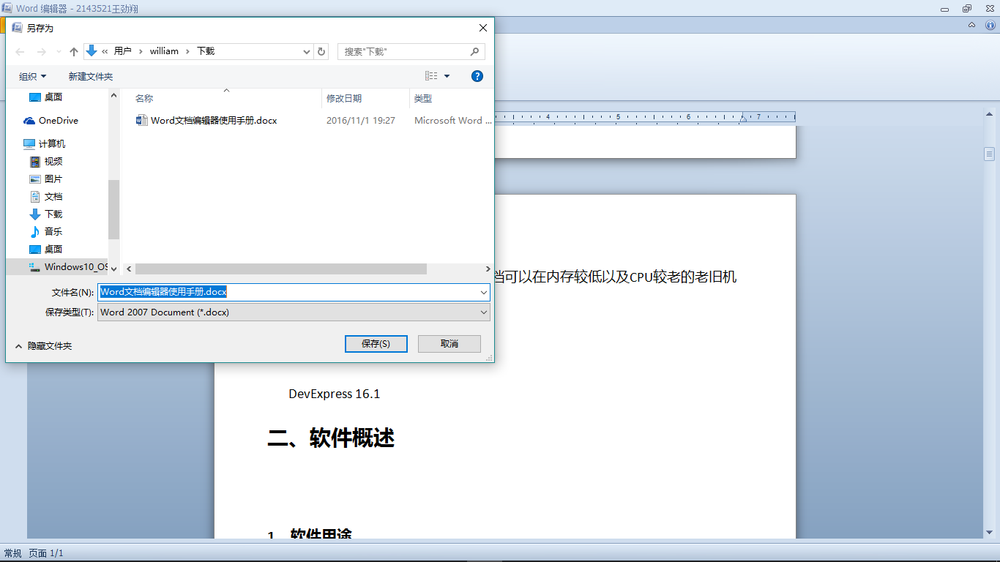 Word 编辑器 - 2143521王劲翔
另存为
« 用户 › william › 下载
搜索"下载"
组织
新建文件夹
桌面
OneDrive
计算机
视频
图片
文档
下载
音乐
桌面
Windows10_OS
名称
修改日期
类型
Word文档编辑器使用手册.docx
2016/11/1 19:27
Microsoft Word ...
文件名(N):
Word文档编辑器使用手册.docx
保存类型(T):
Word 2007 Document (*.docx)
隐藏文件夹
保存(S)
取消
4 5 6 7
档可以在内存较低以及CPU较老的老旧机
DevExpress 16.1
二、软件概述
1、软件用途
常规 页面 1/1